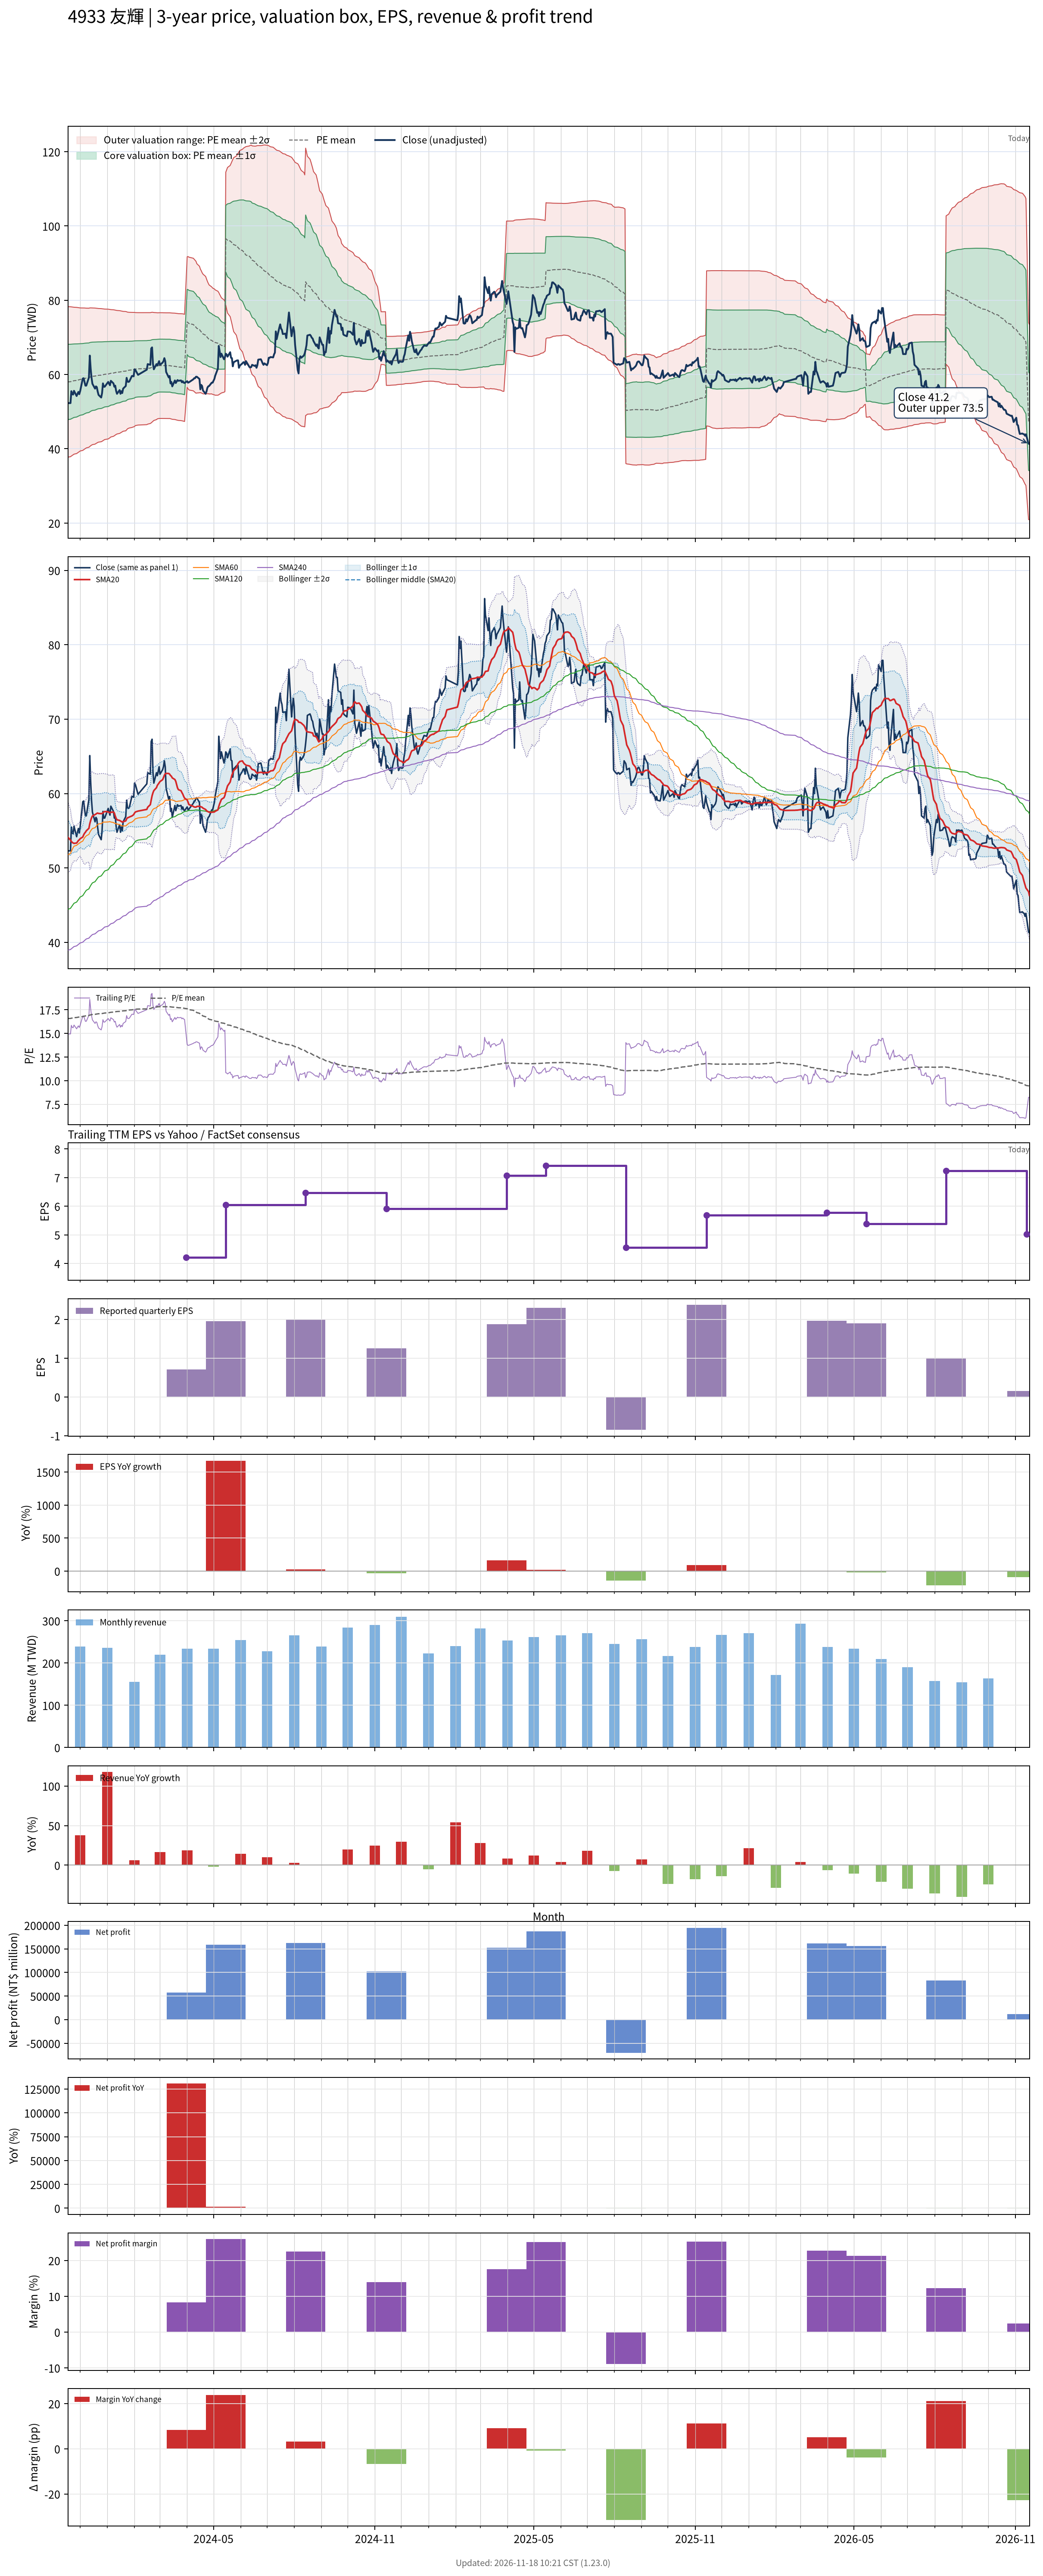 4933 友輝 | 3-year price, valuation box, EPS, revenue & profit trend
Outer valuation range: PE mean ±2σ
PE mean
Close (unadjusted)
Core valuation box: PE mean ±1σ
Today
120
100
80
60
40
20
Price (TWD)
Close 41.2
Outer upper 73.5
Close (same as panel 1)
SMA60
SMA240
Bollinger ±1σ
SMA20
SMA120
Bollinger ±2σ
Bollinger middle (SMA20)
90
80
70
60
50
40
Price
Trailing P/E
P/E mean
17.5
15.0
12.5
10.0
7.5
P/E
Trailing TTM EPS vs Yahoo / FactSet consensus
Today
8
7
6
5
4
EPS
Reported quarterly EPS
2
1
0
-1
EPS
EPS YoY growth
1500
1000
500
0
YoY (%)
Monthly revenue
300
200
100
0
Revenue (M TWD)
Revenue YoY growth
100
50
0
YoY (%)
Month
Net profit
200000
150000
100000
50000
0
-50000
Net profit (NT$ million)
Net profit YoY
125000
100000
75000
50000
25000
0
YoY (%)
Net profit margin
20
10
0
-10
Margin (%)
Margin YoY change
20
0
-20
Δ margin (pp)
2024-05
2024-11
2025-05
2025-11
2026-05
2026-11
Updated: 2026-11-18 10:21 CST (1.23.0)